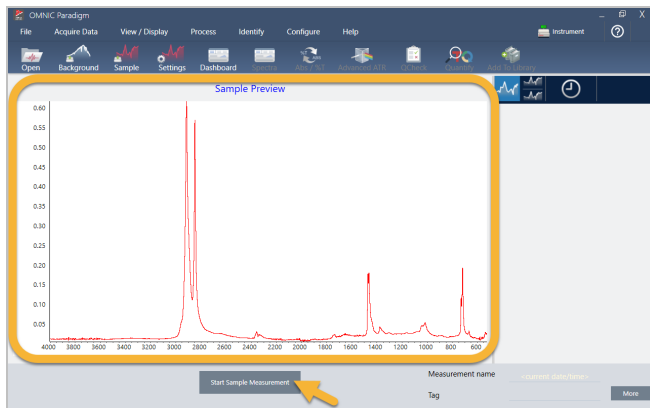 OMNIC Paradigm
File Acquire Data View / Display Process Identify Configure Help Instrument
Open Background Sample Settings Dashboard Spectra Abs / %T Advanced ATR QCheck Quantify Add To Library
Sample Preview
0.60
0.55
0.50
0.45
0.40
0.35
0.30
0.25
0.20
0.15
0.10
0.05
4000 3800 3600 3400 3200 3000 2800 2600 2400 2200 2000 1800 1600 1400 1200 1000 800 600
Start Sample Measurement
Measurement name <current date/time>
Tag
More